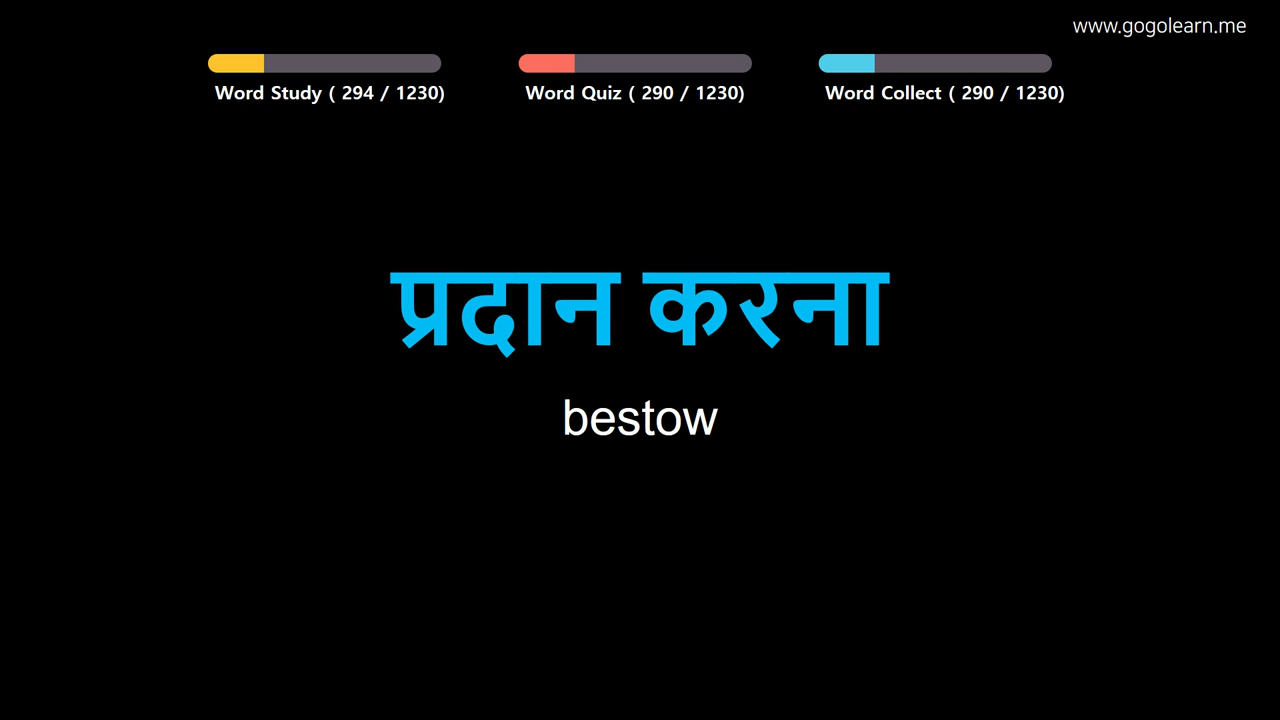 www.gogolearn.me
Word Study ( 294 / 1230)
Word Quiz ( 290 / 1230)
Word Collect ( 290 / 1230)
प्रदान करना
bestow